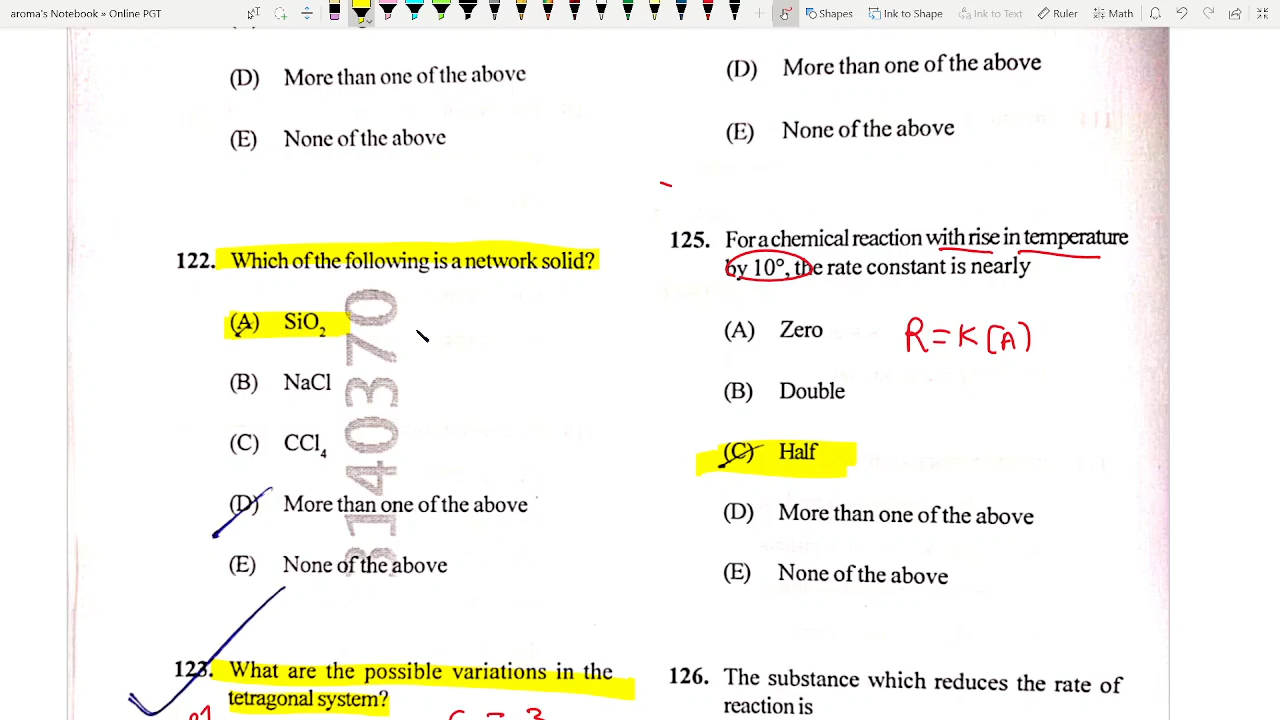 aroma's Notebook » Online PGT
Shapes
Ink to Shape
Ink to Text
Ruler
Math
(D) More than one of the above
(E) None of the above
122. Which of the following is a network solid?
(A) SiO₂
(B) NaCl
(C) CCl₄
(D) More than one of the above
(E) None of the above
31140370
123. What are the possible variations in the
tetragonal system?
(D) More than one of the above
(E) None of the above
125. For a chemical reaction with rise in temperature
by 10°, the rate constant is nearly
(A) Zero
R = K [A]
(B) Double
(C) Half
(D) More than one of the above
(E) None of the above
126. The substance which reduces the rate of
reaction is